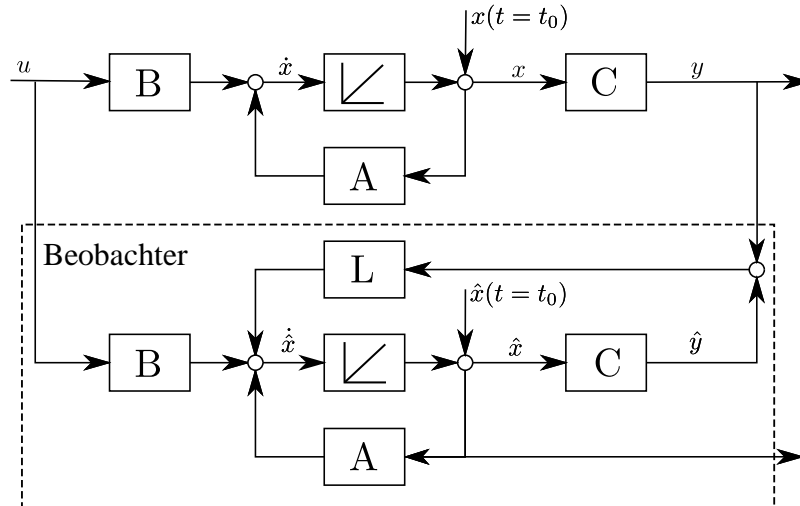 x(t = t₀)
u
B
ẋ
x
C
y
A
Beobachter
L
x̂(t = t₀)
B
x̂̇
x̂
C
ŷ
A